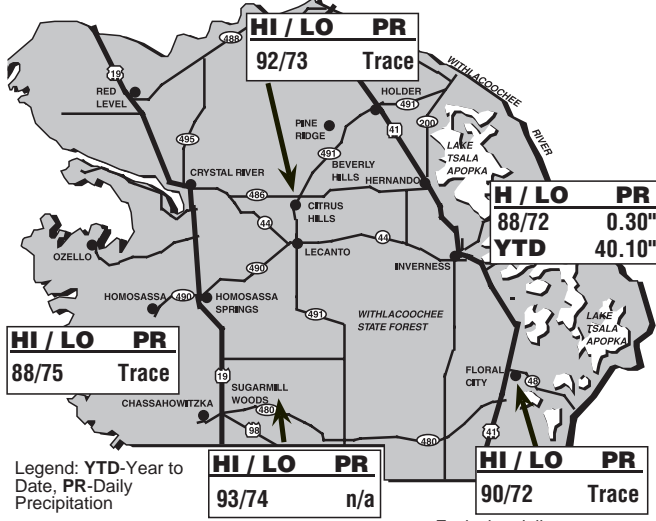 HI / LO PR
92/73 Trace
488
19
RED
LEVEL
WITHLACOOCHEE
RIVER
HOLDER
491
PINE
RIDGE
41
200
495
LAKE
TSALA
APOPKA
491
BEVERLY
HILLS
CRYSTAL RIVER
HERNANDO
486
CITRUS
HILLS
H / LO PR
88/72 0.30"
YTD 40.10"
44
44
OZELLO
LECANTO
INVERNESS
490
HOMOSASSA
490
HOMOSASSA
SPRINGS
491
WITHLACOOCHEE
STATE FOREST
LAKE
TSALA
APOPKA
HI / LO PR
88/75 Trace
19
SUGARMILL
WOODS
FLORAL
CITY
48
CHASSAHOWITZKA
480
98
480
41
Legend: YTD-Year to
Date, PR-Daily
Precipitation
HI / LO PR
93/74 n/a
HI / LO PR
90/72 Trace